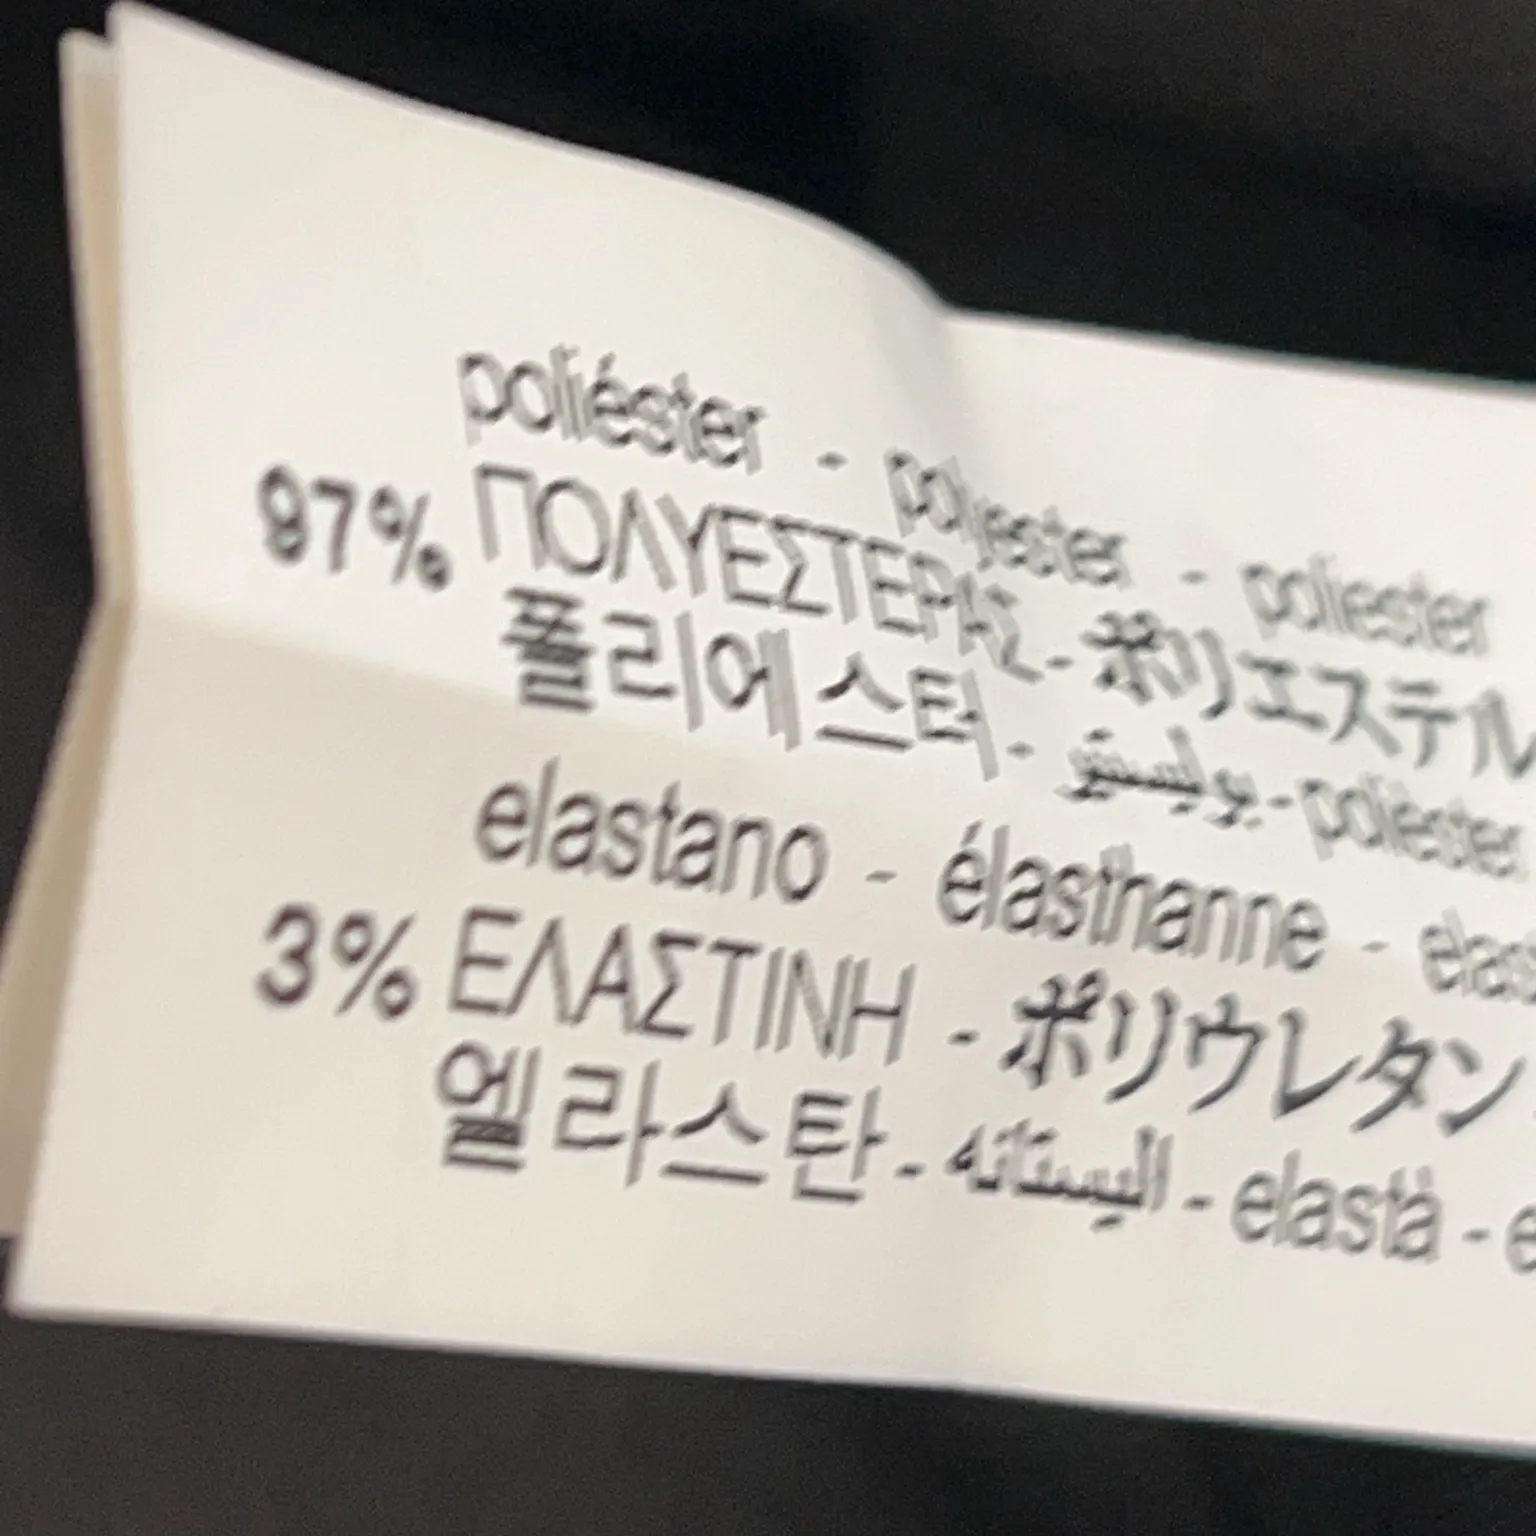 poliéster - polyester - poliester
97% ΠΟΛΥΕΣΤΕΡΑΣ - ポリエステル
폴리에스터 - بوليستر - poliéster
elastano - élasthanne
3% ΕΛΑΣΤΙΝΗ - ポリウレタン
엘라스탄 - اليستان - elastà